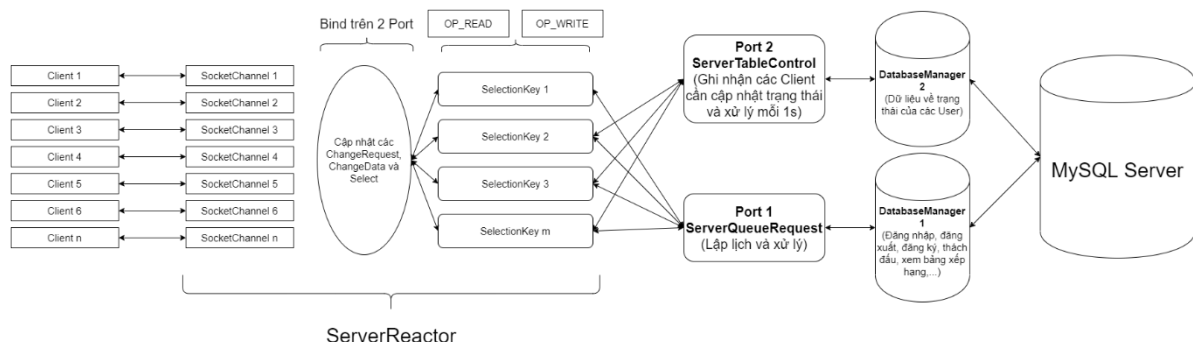 Bind trên 2 Port
OP_READ
OP_WRITE
Client 1
Client 2
Client 3
Client 4
Client 5
Client 6
Client n
SocketChannel 1
SocketChannel 2
SocketChannel 3
SocketChannel 4
SocketChannel 5
SocketChannel 6
SocketChannel n
Cập nhật các
ChangeRequest,
ChangeData và
Select
SelectionKey 1
SelectionKey 2
SelectionKey 3
SelectionKey m
Port 2
ServerTableControl
(Ghi nhận các Client
cần cập nhật trạng thái
và xử lý mỗi 1s)
Port 1
ServerQueueRequest
(Lập lịch và xử lý)
DatabaseManager
2
(Dữ liệu về trạng
thái của các User)
DatabaseManager
1
(Đăng nhập, đăng
xuất, đăng ký, thách
đấu, xem bảng xếp
hạng,...)
MySQL Server
ServerReactor